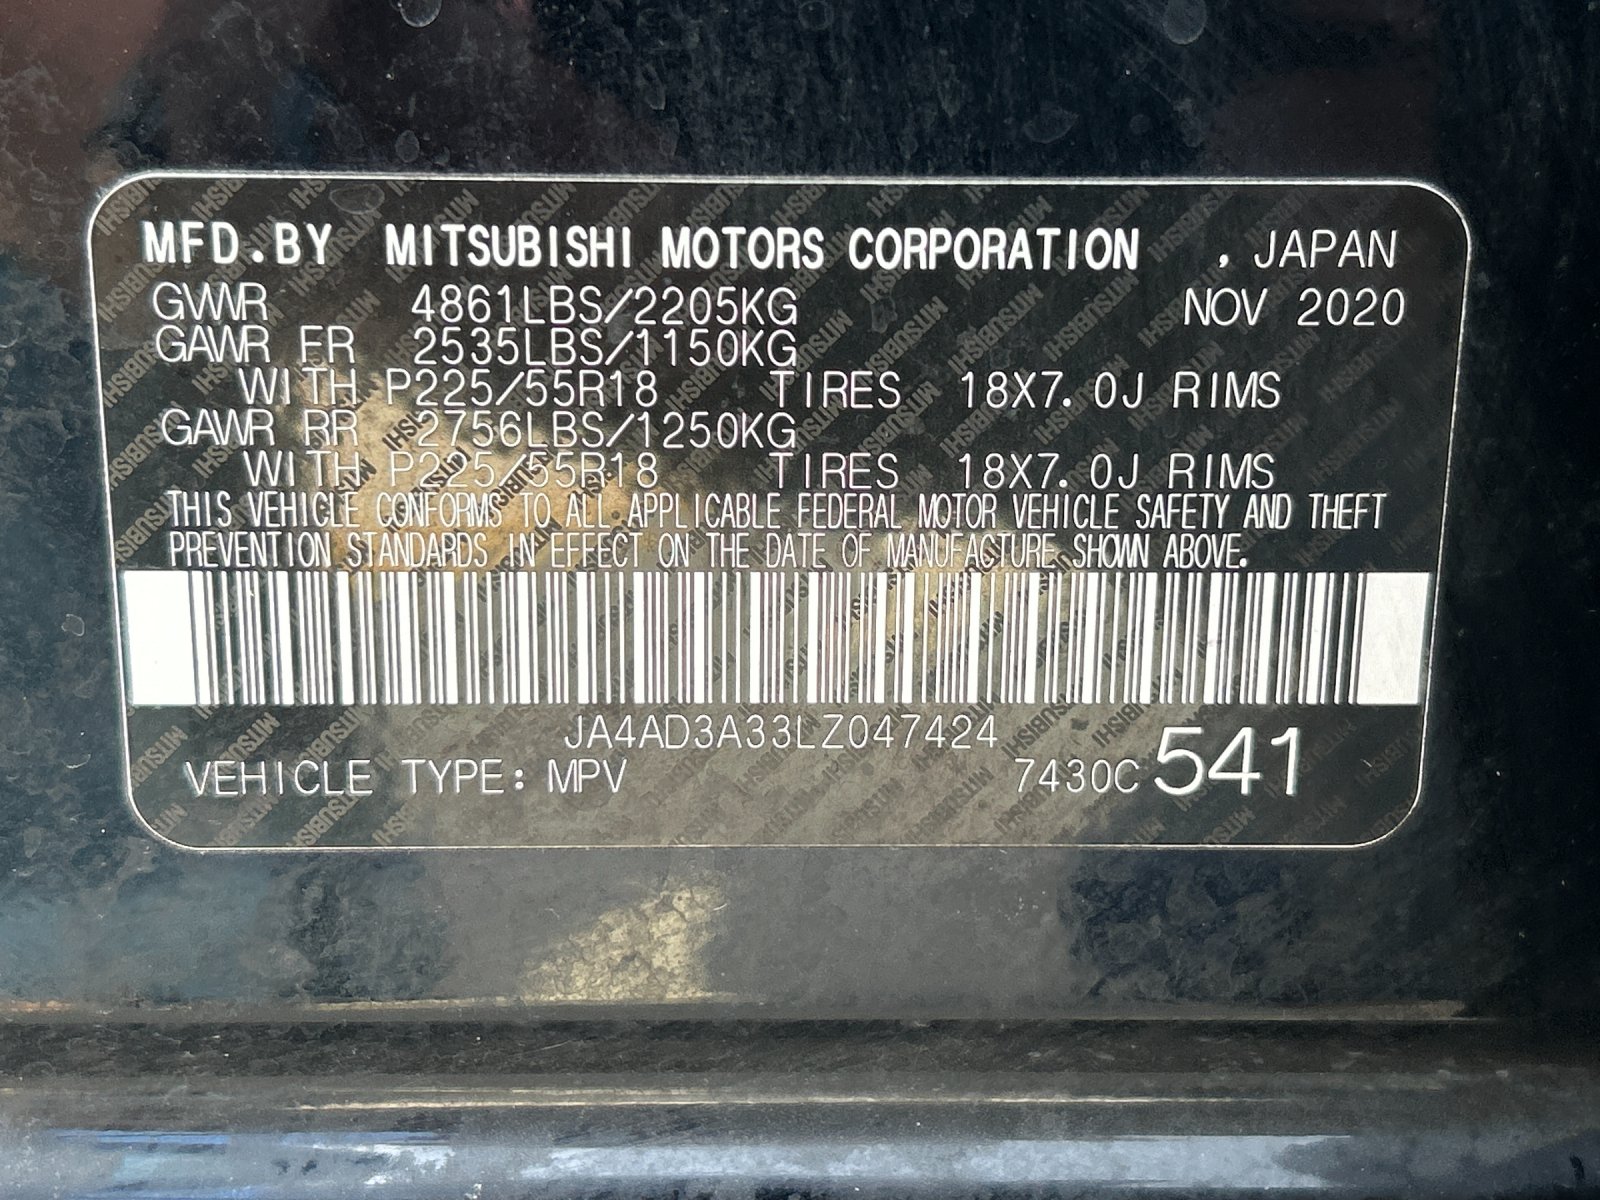 MFD.BY MITSUBISHI MOTORS CORPORATION , JAPAN
GVWR 4861LBS/2205KG NOV 2020
GAWR FR 2535LBS/1150KG
WITH P225/55R18 TIRES 18X7.0J RIMS
GAWR RR 2756LBS/1250KG
WITH P225/55R18 TIRES 18X7.0J RIMS
THIS VEHICLE CONFORMS TO ALL APPLICABLE FEDERAL MOTOR VEHICLE SAFETY AND THEFT
PREVENTION STANDARDS IN EFFECT ON THE DATE OF MANUFACTURE SHOWN ABOVE.
JA4AD3A33LZ047424
VEHICLE TYPE: MPV 7430C 541